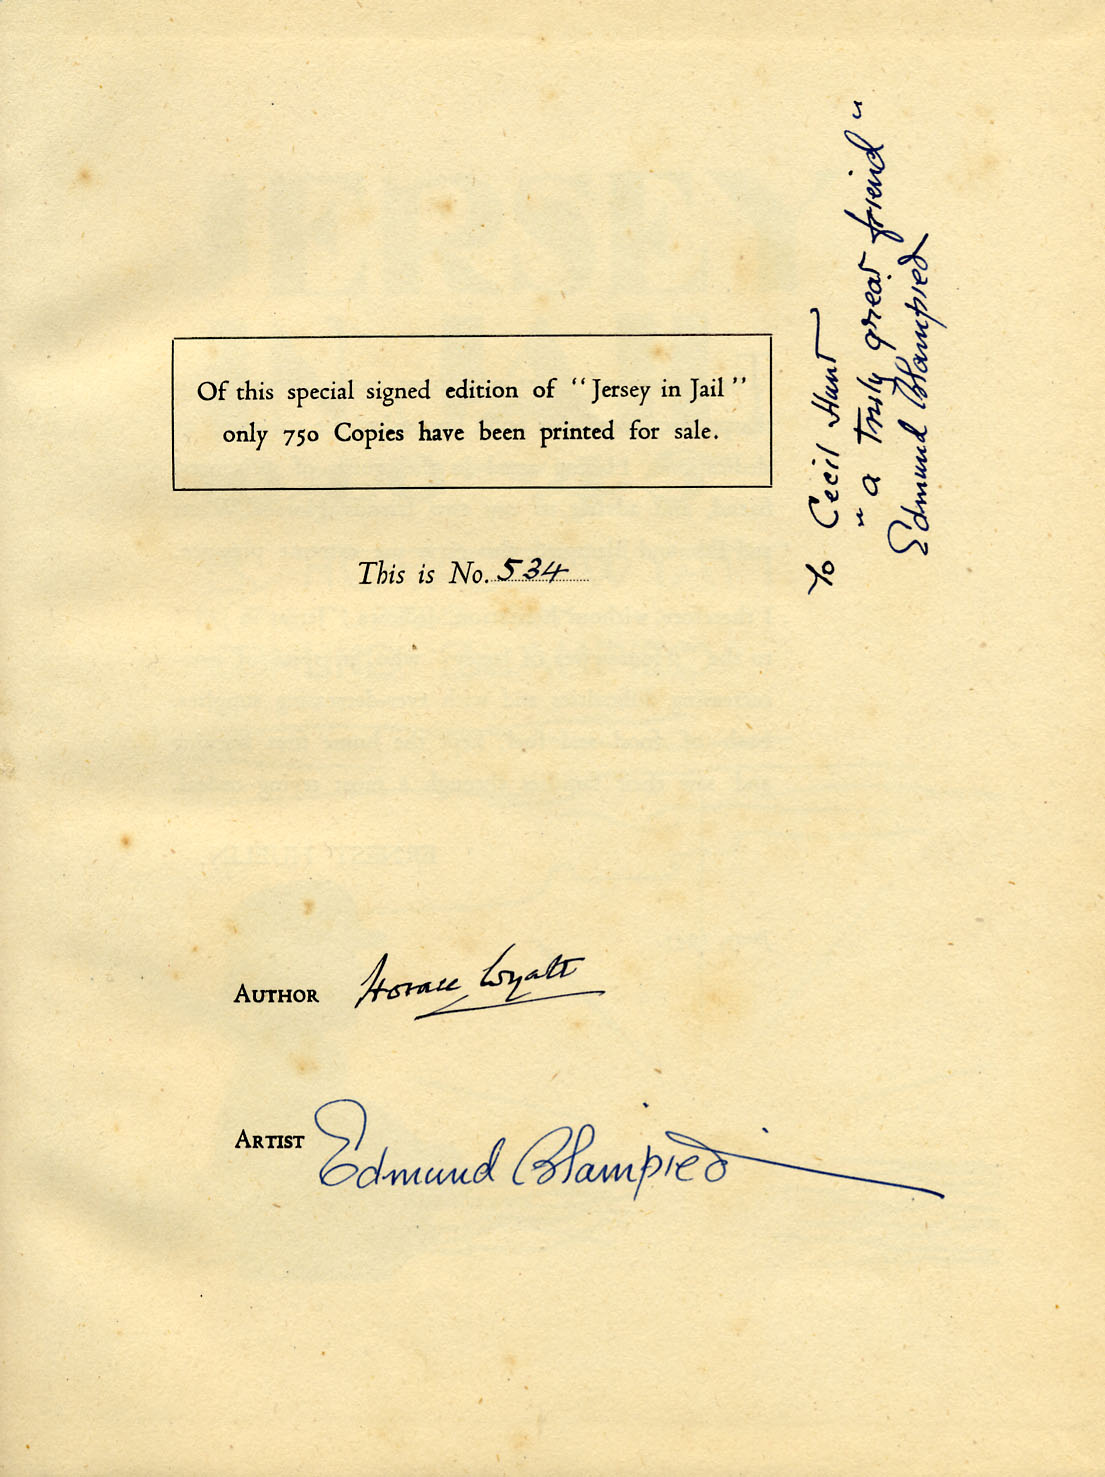 Of this special signed edition of "Jersey in Jail"
only 750 Copies have been printed for sale.
This is No. 534
To Cecil Hunt
"a truly great friend"
Edmund Blampied
AUTHOR Horace Wyatt
ARTIST Edmund Blampied